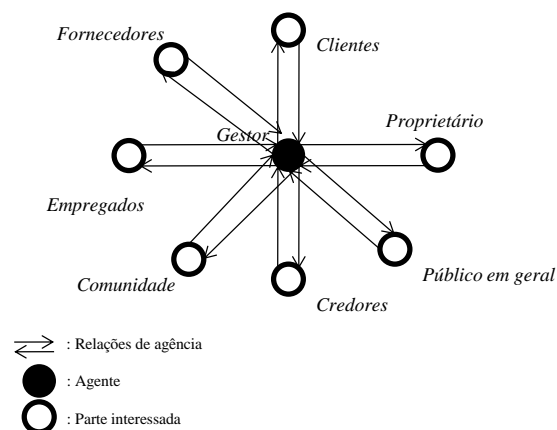 Fornecedores
Clientes
Gestor
Proprietário
Empregados
Comunidade
Público em geral
Credores
: Relações de agência
: Agente
: Parte interessada